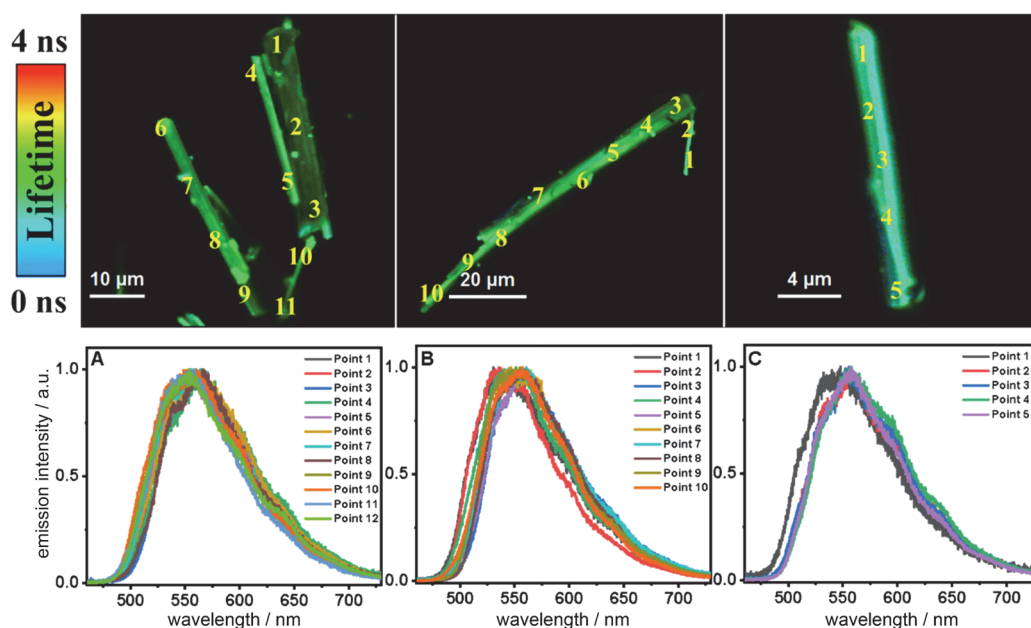 4 ns
Lifetime
0 ns
1
4
2
6
5
7
3
8
10
9
11
10 µm
3
4
2
5
1
6
7
8
9
10
20 µm
1
2
3
4
5
4 µm
emission intensity / a.u.
A
1.0
0.5
0.0
Point 1
Point 2
Point 3
Point 4
Point 5
Point 6
Point 7
Point 8
Point 9
Point 10
Point 11
Point 12
500 550 600 650 700
wavelength / nm
B
1.0
0.5
0.0
Point 1
Point 2
Point 3
Point 4
Point 5
Point 6
Point 7
Point 8
Point 9
Point 10
500 550 600 650 700
wavelength / nm
C
1.0
0.5
0.0
Point 1
Point 2
Point 3
Point 4
Point 5
500 550 600 650 700
wavelength / nm